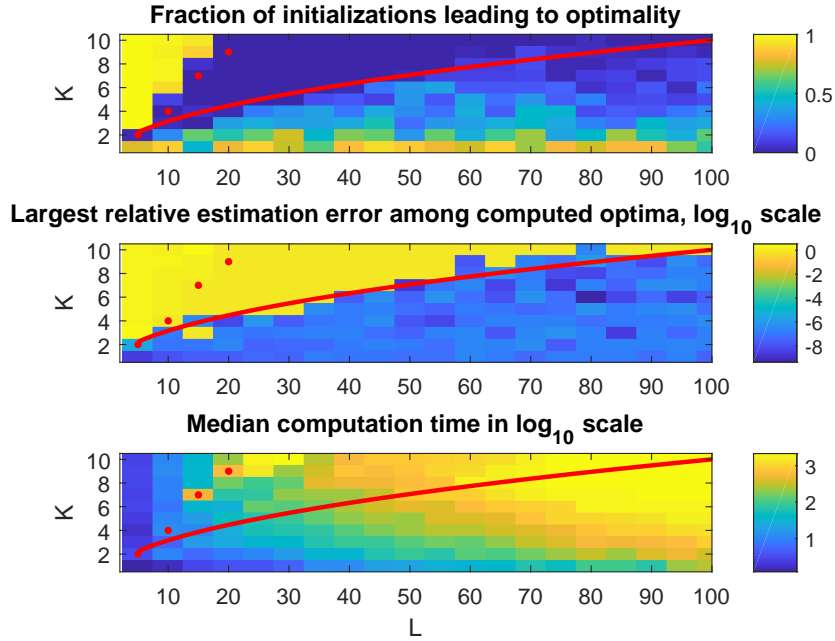 Fraction of initializations leading to optimality
10
8
6
4
2
K
10 20 30 40 50 60 70 80 90 100
1
0.5
0
Largest relative estimation error among computed optima, log10 scale
10
8
6
4
2
K
10 20 30 40 50 60 70 80 90 100
0
-2
-4
-6
-8
Median computation time in log10 scale
10
8
6
4
2
K
10 20 30 40 50 60 70 80 90 100
L
3
2
1